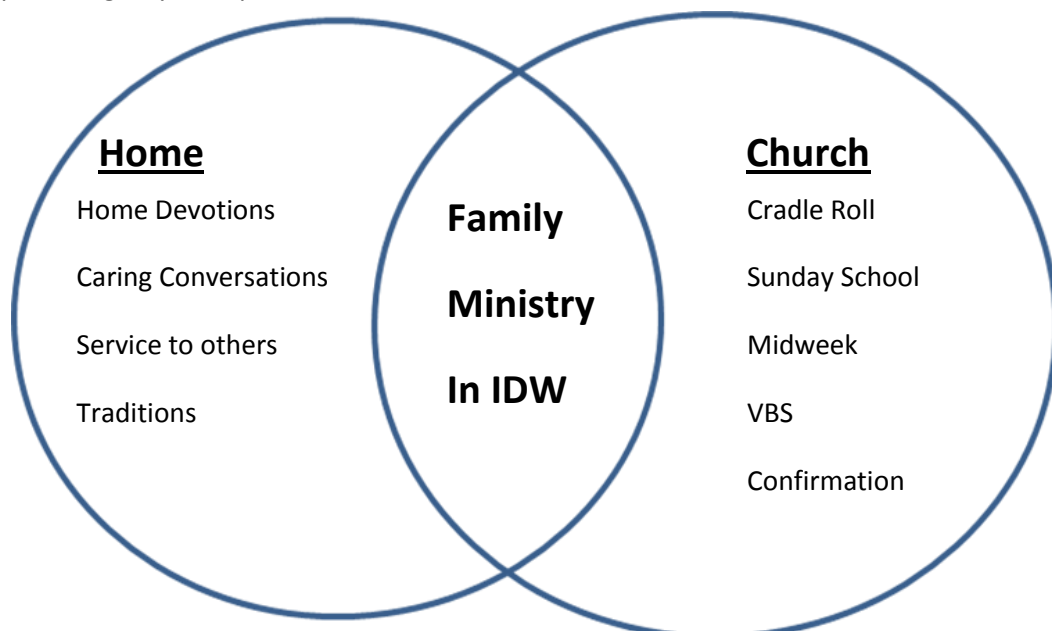 Home
Home Devotions
Caring Conversations
Service to others
Traditions
Family
Ministry
In IDW
Church
Cradle Roll
Sunday School
Midweek
VBS
Confirmation